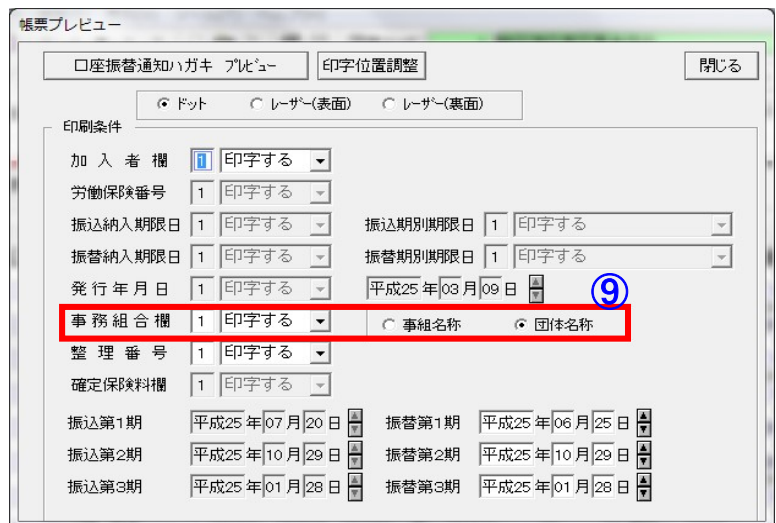 帳票プレビュー
口座振替通知ハガキ プレビュー 印字位置調整 閉じる
ドット レーザー(表面) レーザー(裏面)
印刷条件
加入者欄 1 印字する
労働保険番号 1 印字する
振込納入期限日 1 印字する 振込期別期限日 1 印字する
振替納入期限日 1 印字する 振替期別期限日 1 印字する
発行年月日 1 印字する 平成25年03月09日 ⑨
事務組合欄 1 印字する 事組名称 団体名称
整理番号 1 印字する
確定保険料欄 1 印字する
振込第1期 平成25年07月20日 振替第1期 平成25年06月25日
振込第2期 平成25年10月29日 振替第2期 平成25年10月29日
振込第3期 平成25年01月28日 振替第3期 平成25年01月28日